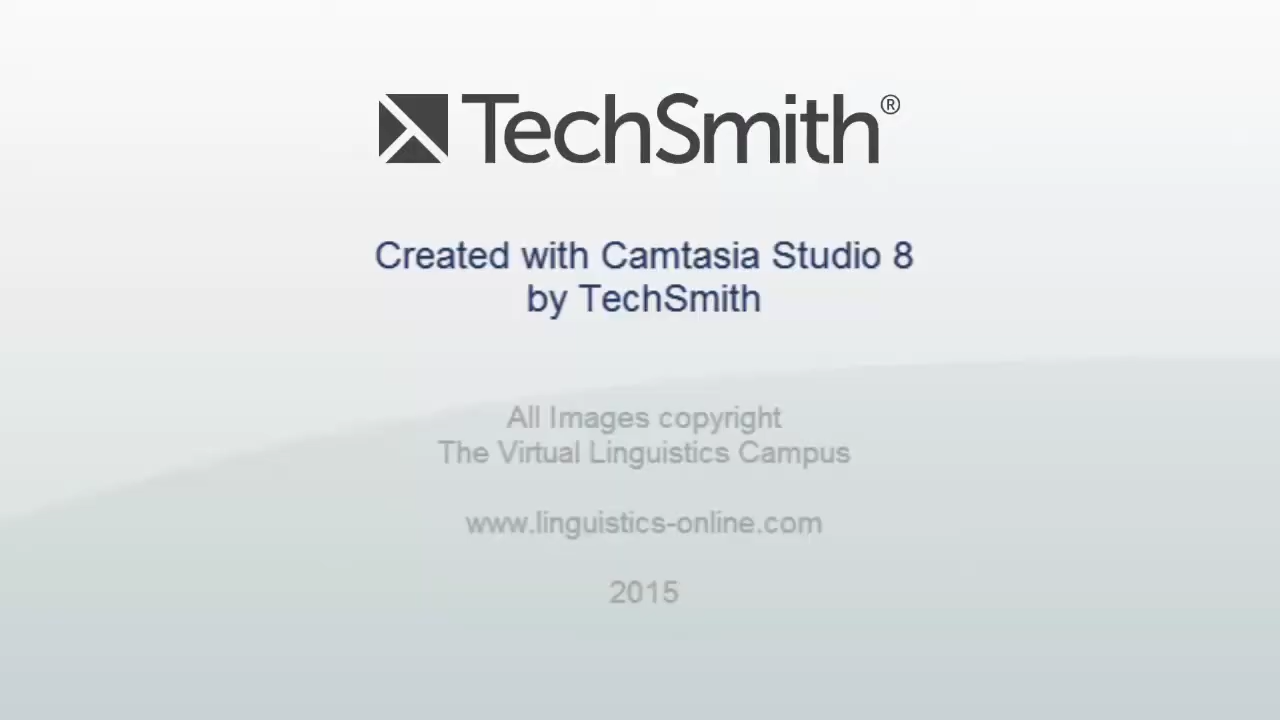 TechSmith®
Created with Camtasia Studio 8
by TechSmith
All Images copyright
The Virtual Linguistics Campus
www.linguistics-online.com
2015